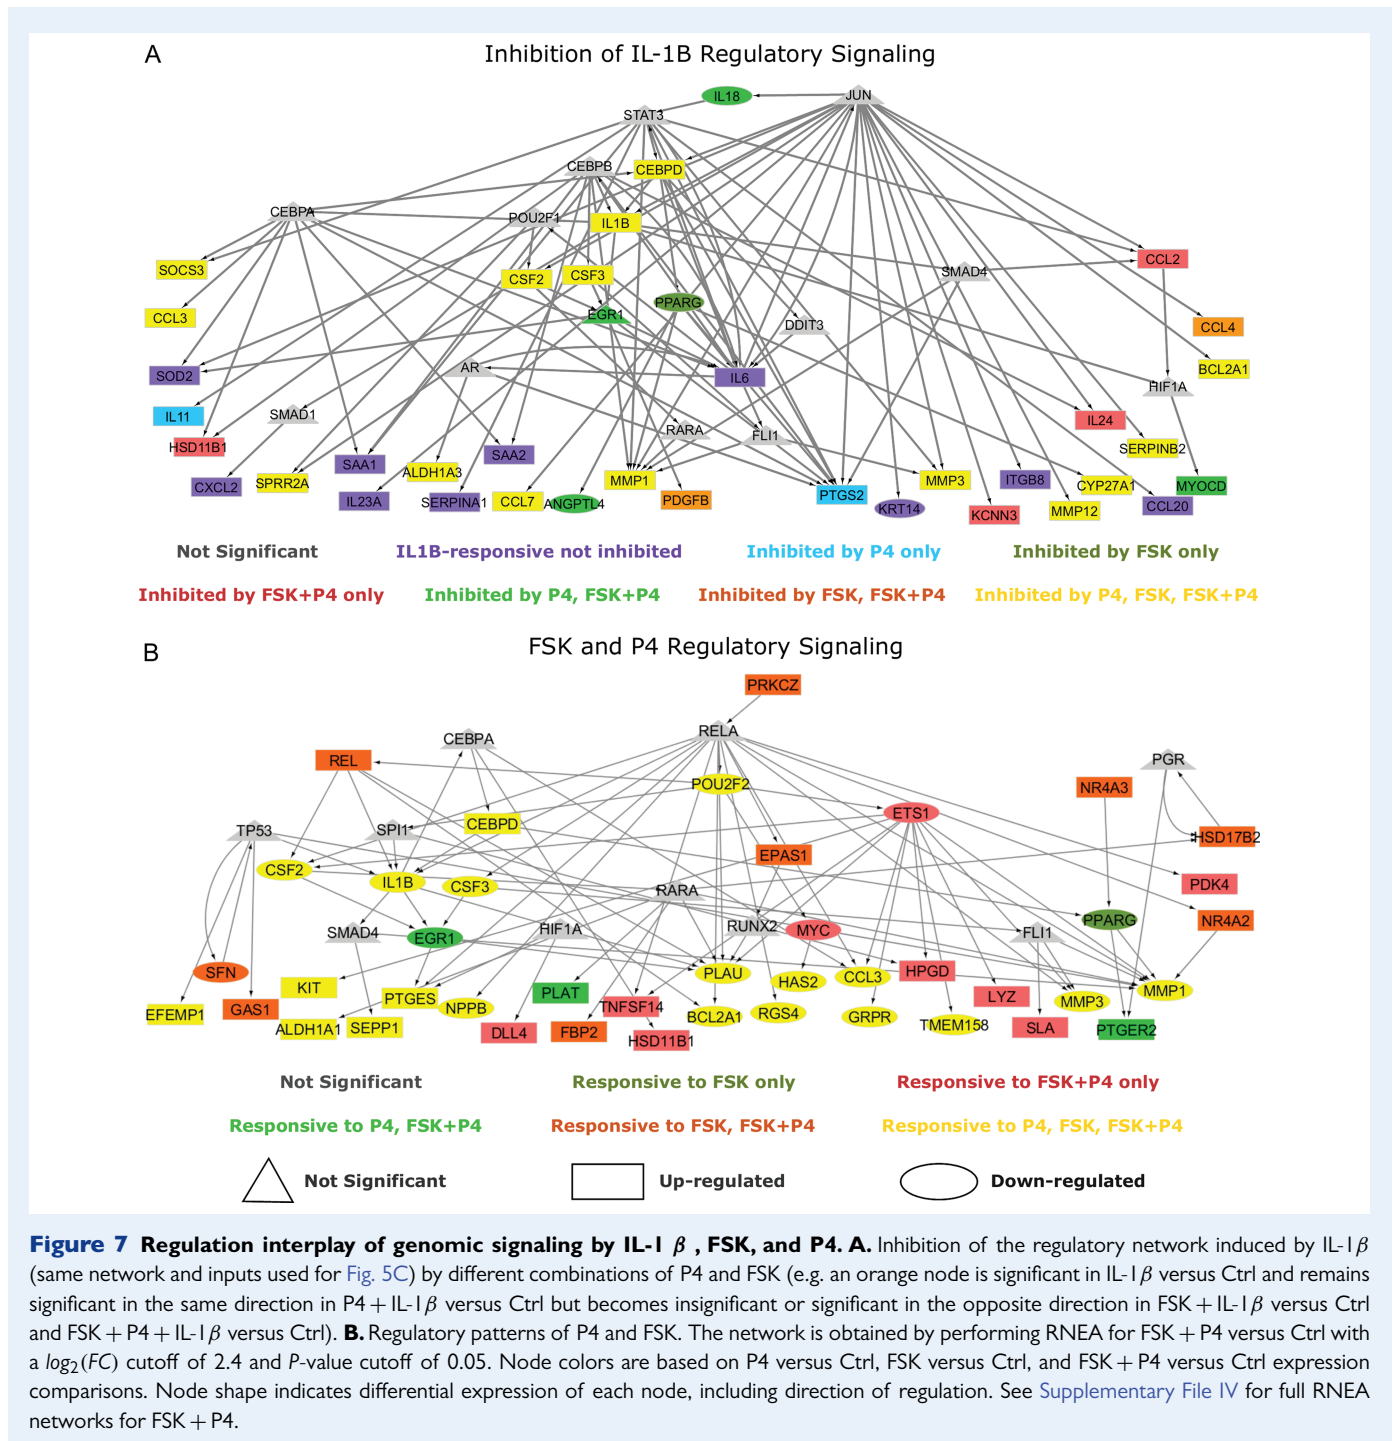 A
Inhibition of IL-1B Regulatory Signaling
IL18
JUN
STAT3
CEBPB
CEBPD
CEBPA
POU2F1
IL1B
CCL2
SOCS3
CSF2
CSF3
SMAD4
PPARG
CCL3
EGR1
DDIT3
CCL4
SOD2
AR
IL6
BCL2A1
HIF1A
IL11
SMAD1
HSD11B1
RARA
FLI1
IL24
SERPINB2
SAA1
SAA2
ALDH1A3
CXCL2
SPRR2A
IL23A
SERPINA1
CCL7
ANGPTL4
MMP1
PDGFB
PTGS2
KRT14
MMP3
KCNN3
ITGB8
MMP12
CYP27A1
CCL20
MYOCD
Not Significant
IL1B-responsive not inhibited
Inhibited by P4 only
Inhibited by FSK only
Inhibited by FSK+P4 only
Inhibited by P4, FSK+P4
Inhibited by FSK, FSK+P4
Inhibited by P4, FSK, FSK+P4
B
FSK and P4 Regulatory Signaling
PRKCZ
RELA
CEBPA
REL
PGR
POU2F2
NR4A3
ETS1
CEBPD
TP53
SPI1
HSD17B2
EPAS1
CSF2
IL1B
CSF3
RARA
PDK4
PPARG
NR4A2
SMAD4
EGR1
HIF1A
RUNX2
MYC
FLI1
SFN
KIT
PLAU
HAS2
CCL3
HPGD
PLAT
PTGES
NPPB
TNFSF14
LYZ
MMP3
MMP1
EFEMP1
GAS1
ALDH1A1
SEPP1
DLL4
FBP2
HSD11B1
BCL2A1
RGS4
GRPR
TMEM158
SLA
PTGER2
Not Significant
Responsive to FSK only
Responsive to FSK+P4 only
Responsive to P4, FSK+P4
Responsive to FSK, FSK+P4
Responsive to P4, FSK, FSK+P4
Not Significant
Up-regulated
Down-regulated
Figure 7 Regulation interplay of genomic signaling by IL-1 β , FSK, and P4. A. Inhibition of the regulatory network induced by IL-1β
(same network and inputs used for Fig. 5C) by different combinations of P4 and FSK (e.g. an orange node is significant in IL-1β versus Ctrl and remains
significant in the same direction in P4 + IL-1β versus Ctrl but becomes insignificant or significant in the opposite direction in FSK + IL-1β versus Ctrl
and FSK + P4 + IL-1β versus Ctrl). B. Regulatory patterns of P4 and FSK. The network is obtained by performing RNEA for FSK + P4 versus Ctrl with
a log₂(FC) cutoff of 2.4 and P-value cutoff of 0.05. Node colors are based on P4 versus Ctrl, FSK versus Ctrl, and FSK + P4 versus Ctrl expression
comparisons. Node shape indicates differential expression of each node, including direction of regulation. See Supplementary File IV for full RNEA
networks for FSK + P4.